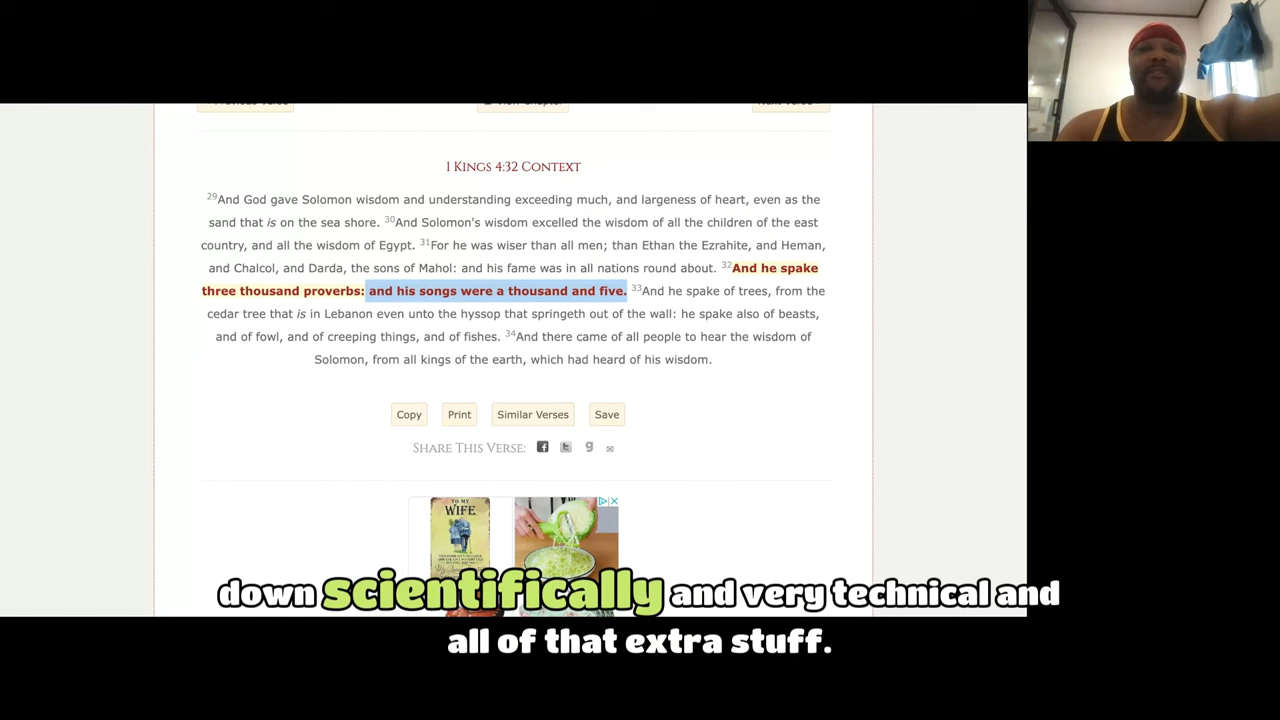 1 Kings 4:32 Context
29And God gave Solomon wisdom and understanding exceeding much, and largeness of heart, even as the
sand that is on the sea shore. 30And Solomon's wisdom excelled the wisdom of all the children of the east
country, and all the wisdom of Egypt. 31For he was wiser than all men; than Ethan the Ezrahite, and Heman,
and Chalcol, and Darda, the sons of Mahol: and his fame was in all nations round about. 32And he spake
three thousand proverbs: and his songs were a thousand and five. 33And he spake of trees, from the
cedar tree that is in Lebanon even unto the hyssop that springeth out of the wall: he spake also of beasts,
and of fowl, and of creeping things, and of fishes. 34And there came of all people to hear the wisdom of
Solomon, from all kings of the earth, which had heard of his wisdom.
Copy Print Similar Verses Save
Share This Verse:
TO MY
WIFE
down scientifically and very technical and
all of that extra stuff.